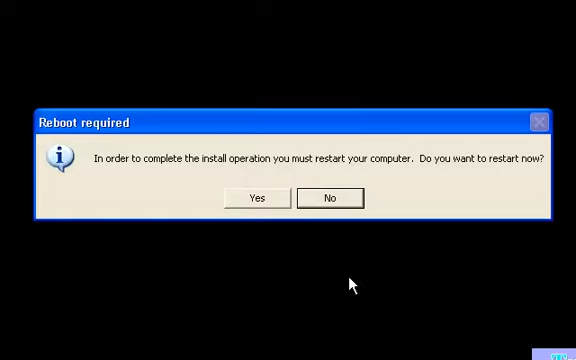 Reboot required
In order to complete the install operation you must restart your computer. Do you want to restart now?
Yes
No